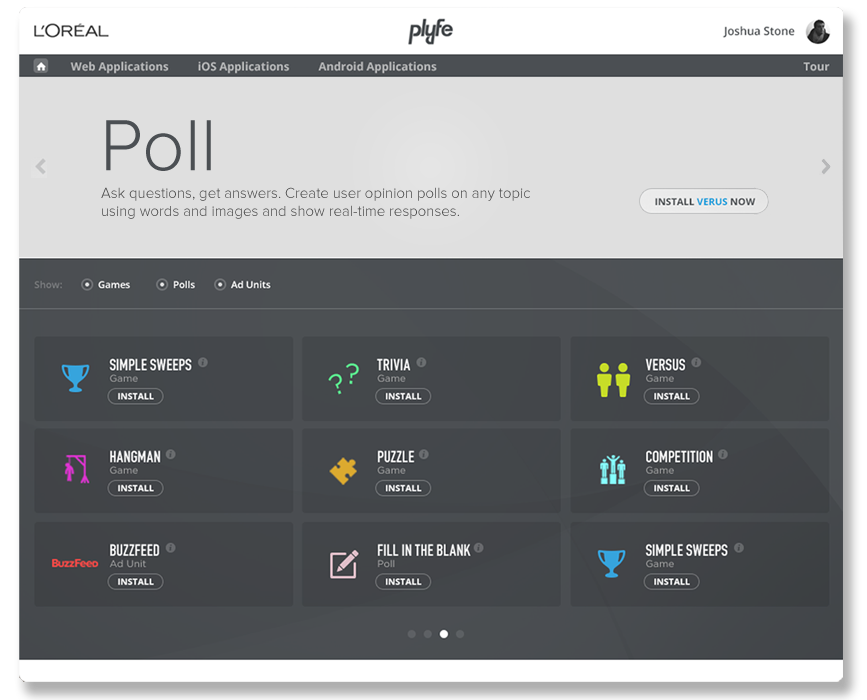 L'ORÉAL
plyfe
Joshua Stone
Web Applications
iOS Applications
Android Applications
Tour
Poll
Ask questions, get answers. Create user opinion polls on any topic
using words and images and show real-time responses.
INSTALL VERUS NOW
Show:
Games
Polls
Ad Units
SIMPLE SWEEPS
Game
INSTALL
TRIVIA
Game
INSTALL
VERSUS
Game
INSTALL
HANGMAN
Game
INSTALL
PUZZLE
Game
INSTALL
COMPETITION
Game
INSTALL
BuzzFeeD
BUZZFEED
Ad Unit
INSTALL
FILL IN THE BLANK
Poll
INSTALL
SIMPLE SWEEPS
Game
INSTALL